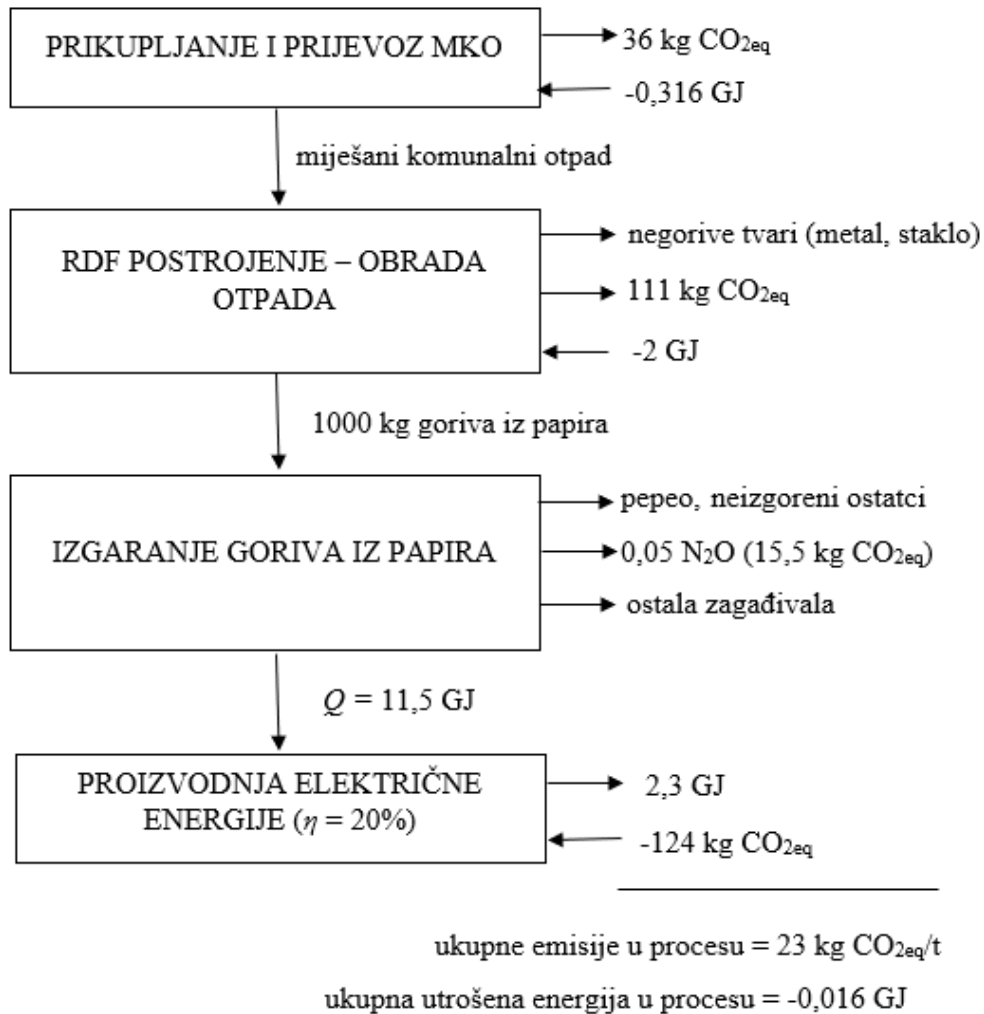 PRIKUPLJANJE I PRIJEVOZ MKO
36 kg CO2eq
-0,316 GJ
miješani komunalni otpad
RDF POSTROJENJE – OBRADA
OTPADA
negorive tvari (metal, staklo)
111 kg CO2eq
-2 GJ
1000 kg goriva iz papira
IZGARANJE GORIVA IZ PAPIRA
pepeo, neizgoreni ostatci
0,05 N2O (15,5 kg CO2eq)
ostala zagađivala
Q = 11,5 GJ
PROIZVODNJA ELEKTRIČNE
ENERGIJE (η = 20%)
2,3 GJ
-124 kg CO2eq
ukupne emisije u procesu = 23 kg CO2eq/t
ukupna utrošena energija u procesu = -0,016 GJ